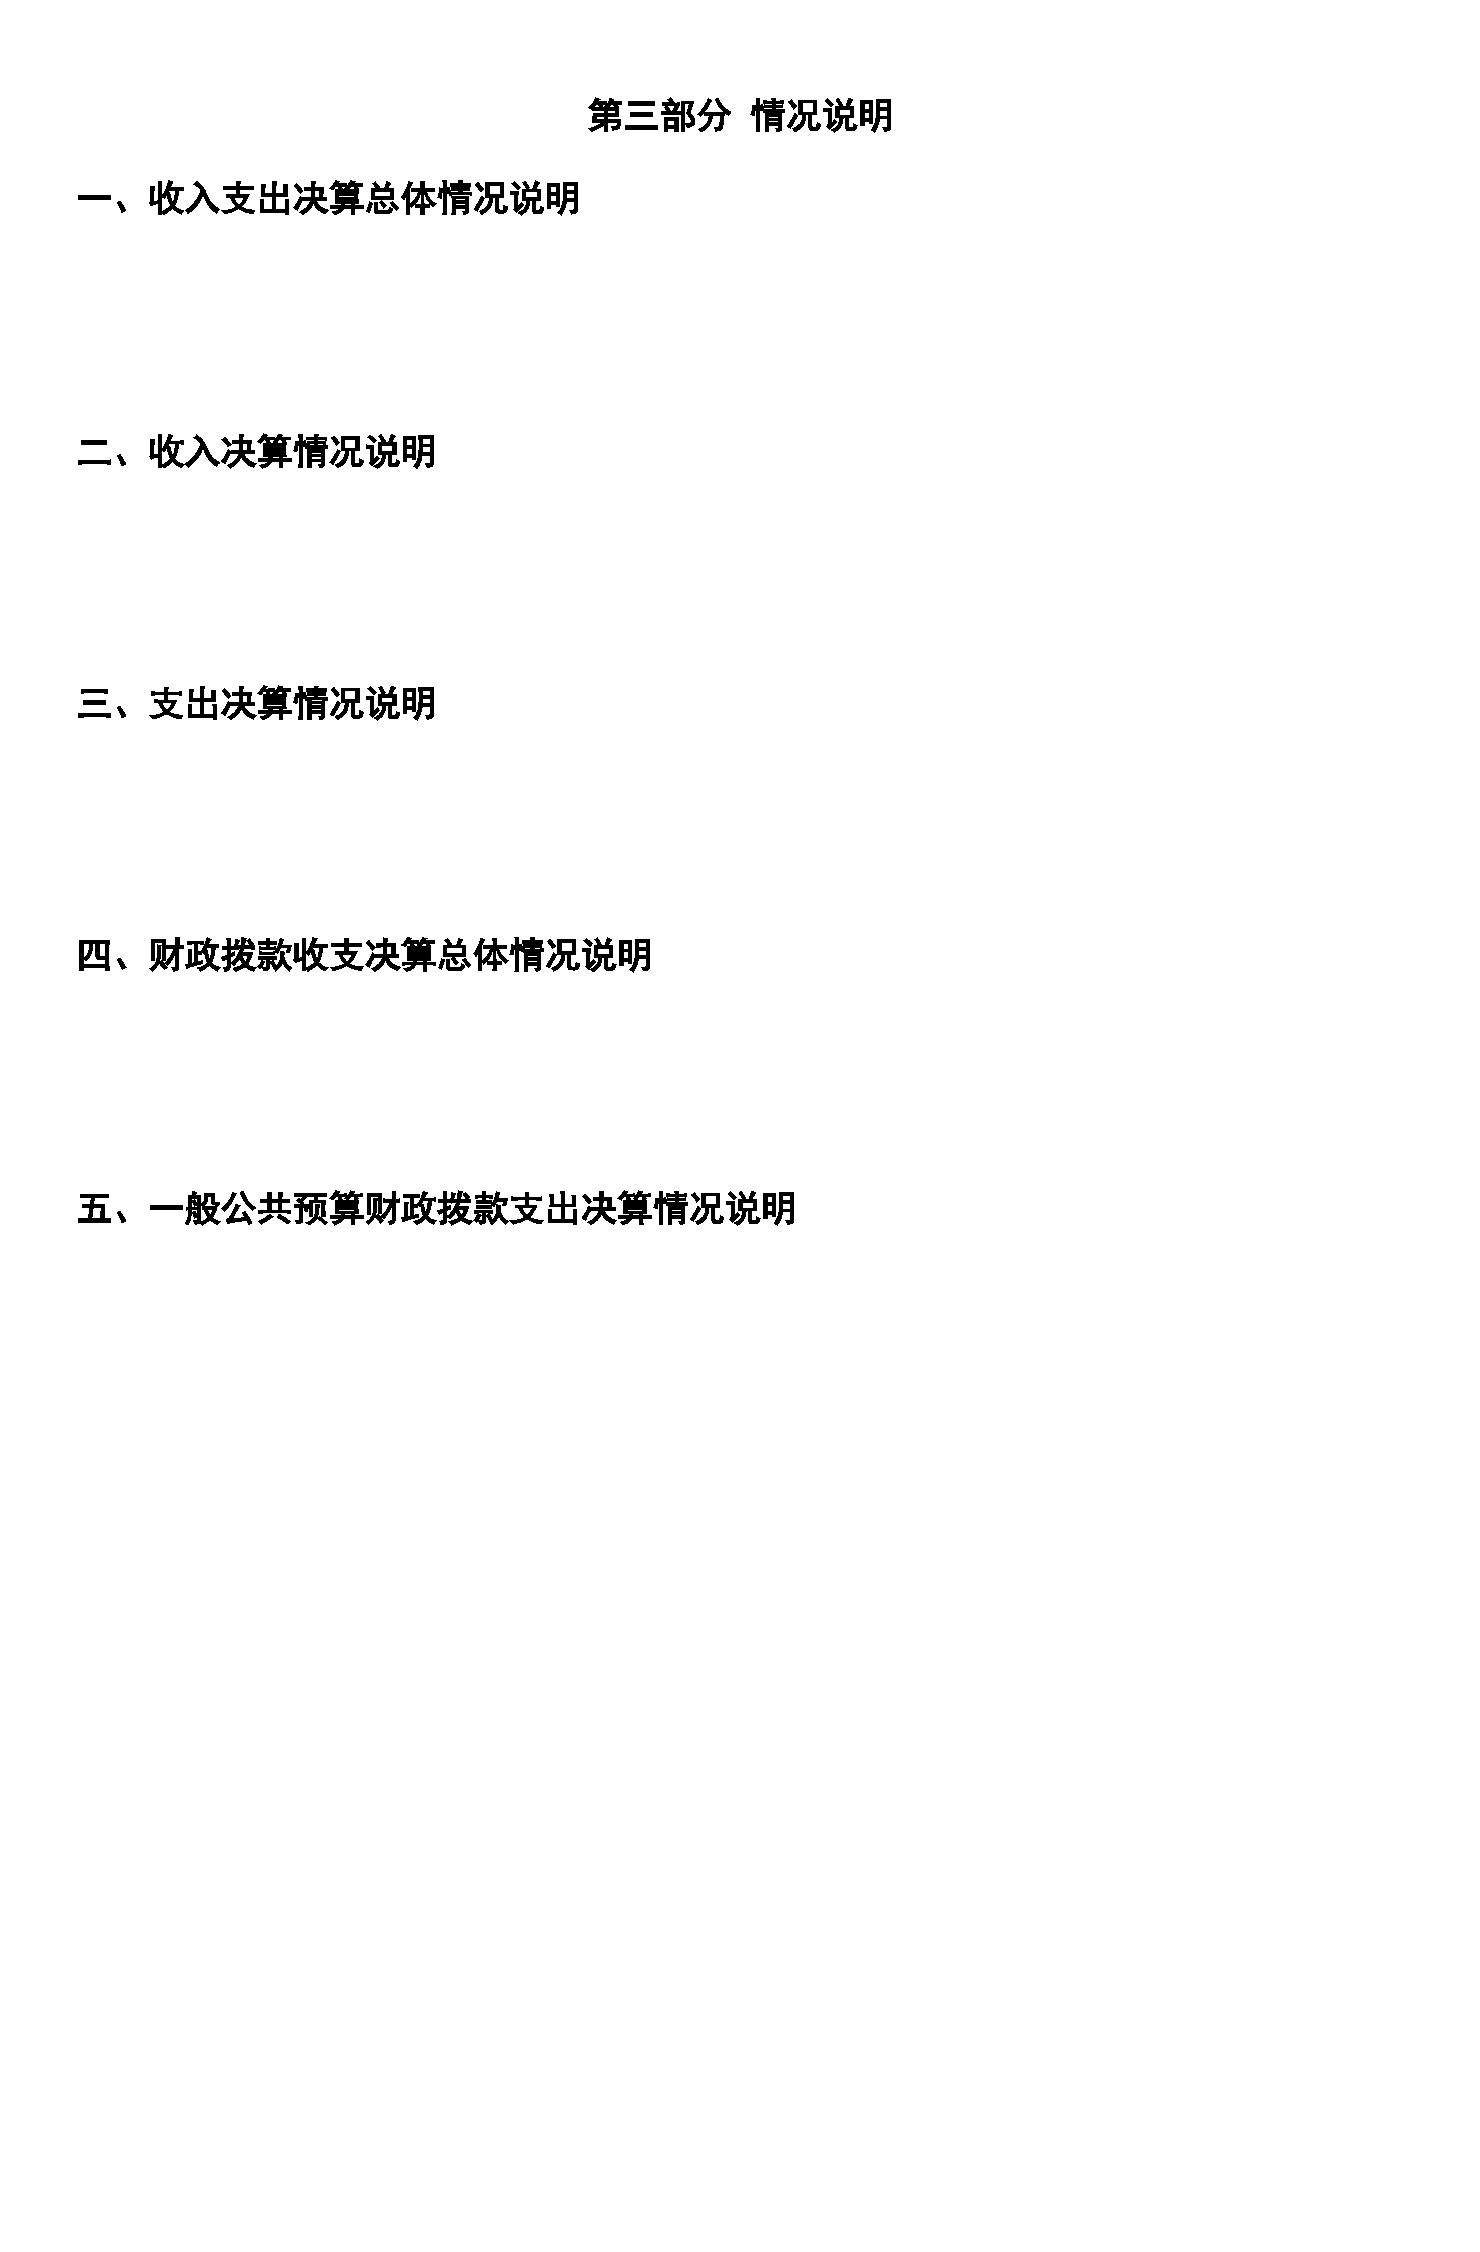 第三部分 情况说明
一、收入支出决算总体情况说明
二、收入决算情况说明
三、支出决算情况说明
四、财政拨款收支决算总体情况说明
五、一般公共预算财政拨款支出决算情况说明